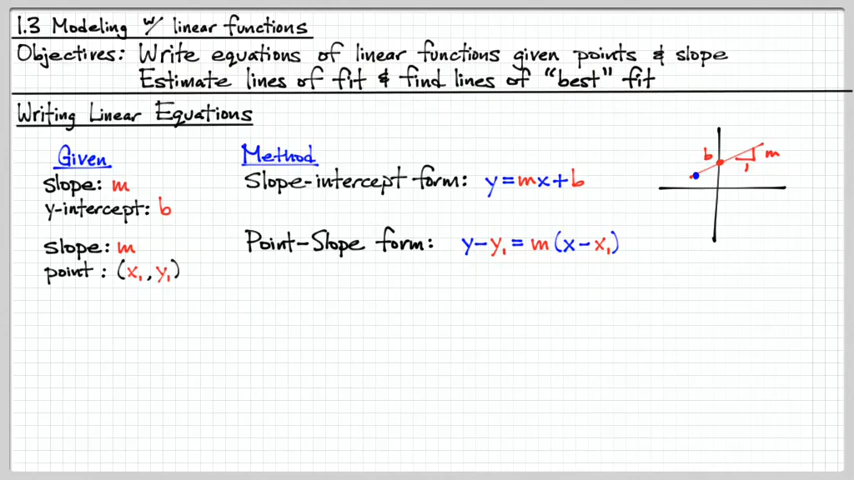 1.3 Modeling w/ linear functions
Objectives: Write equations of linear functions given points & slope
Estimate lines of fit & find lines of "best" fit
Writing Linear Equations
Given Method
slope: m Slope-intercept form: y=mx+b
y-intercept: b
slope: m Point-Slope form: y-y₁ = m(x-x₁)
point : (x₁, y₁)
b m
1